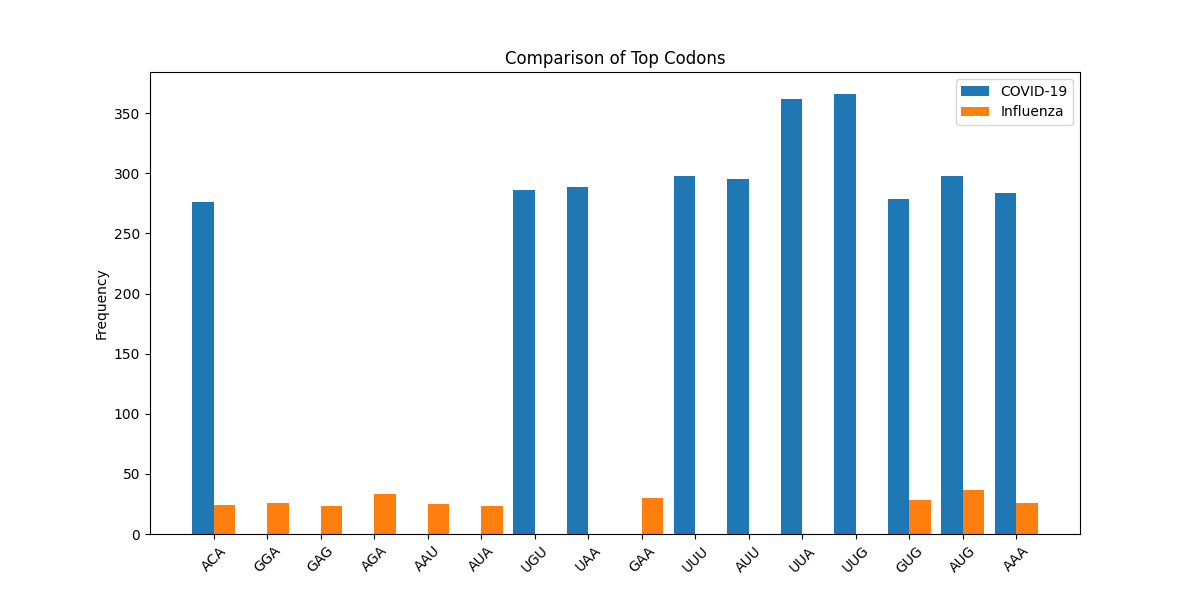 Comparison of Top Codons
COVID-19
Influenza
Frequency
350
300
250
200
150
100
50
0
ACA GGA GAG AGA AAU AUA UGU UAA GAA UUU AUU UUA UUG GUG AUG AAA